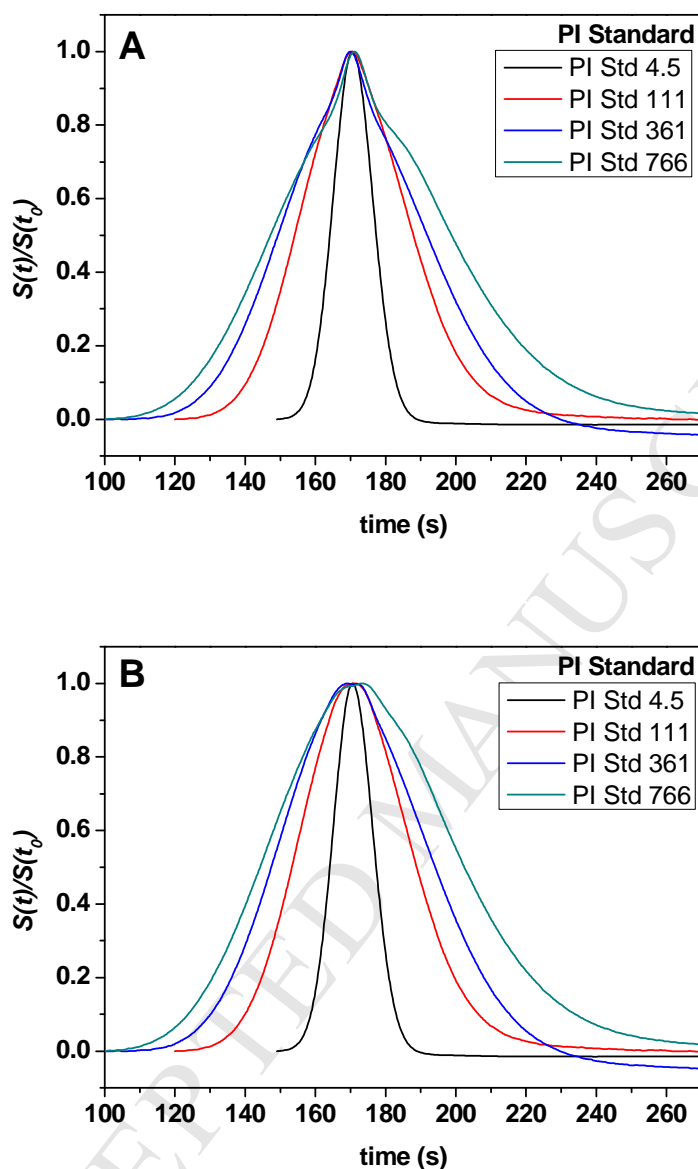 A
PI Standard
PI Std 4.5
PI Std 111
PI Std 361
PI Std 766
1.0
0.8
0.6
0.4
0.2
0.0
S(t)/S(t0)
100 120 140 160 180 200 220 240 260
time (s)
B
PI Standard
PI Std 4.5
PI Std 111
PI Std 361
PI Std 766
1.0
0.8
0.6
0.4
0.2
0.0
S(t)/S(t0)
100 120 140 160 180 200 220 240 260
time (s)
EPTED MANUSC